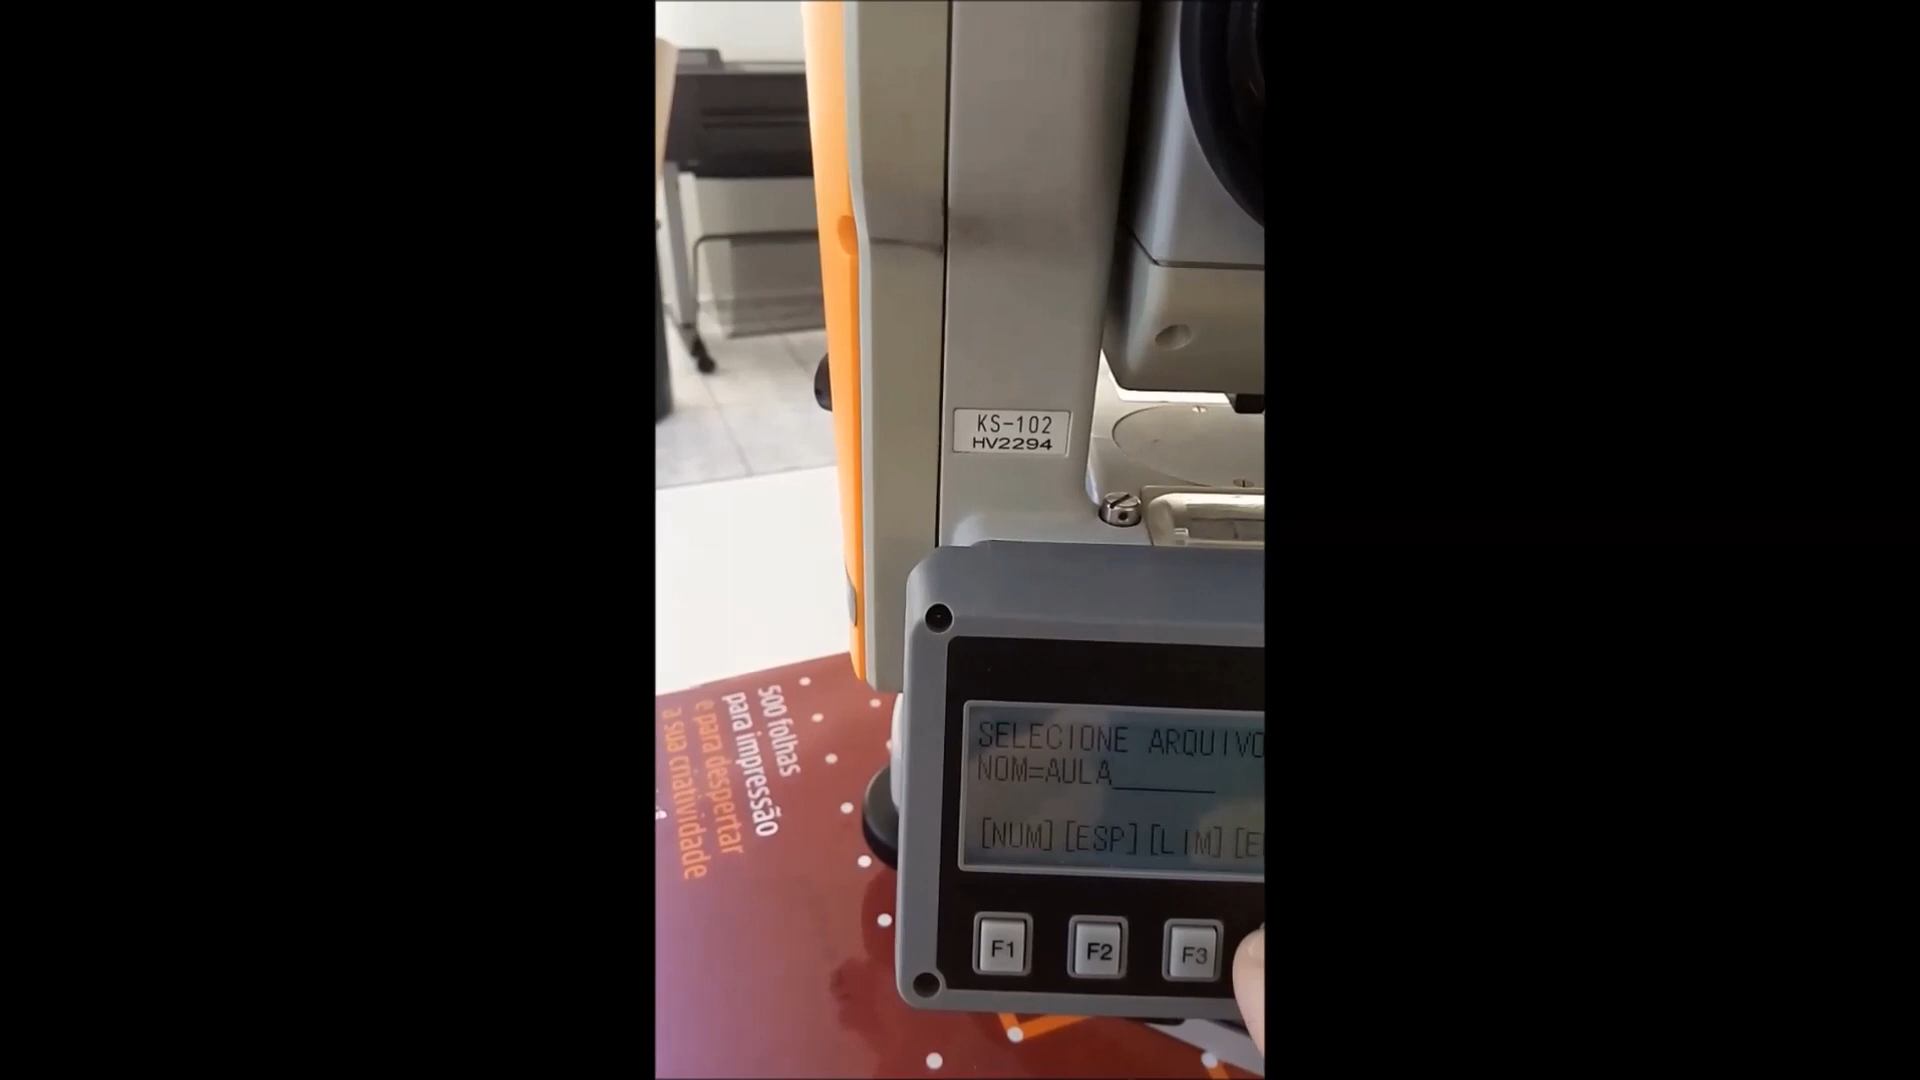 KS-102
HV2294
SELECIONE ARQUIVO
NOM=AULA
[NUM] [ESP] [LIM] [E
F1 F2 F3
500 folhas
para impressão
e para despertar
a sua criatividade